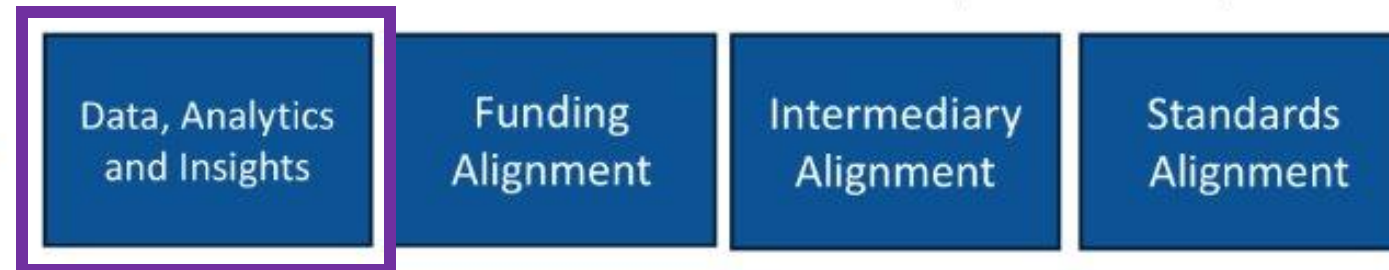 Data, Analytics
and Insights
Funding
Alignment
Intermediary
Alignment
Standards
Alignment